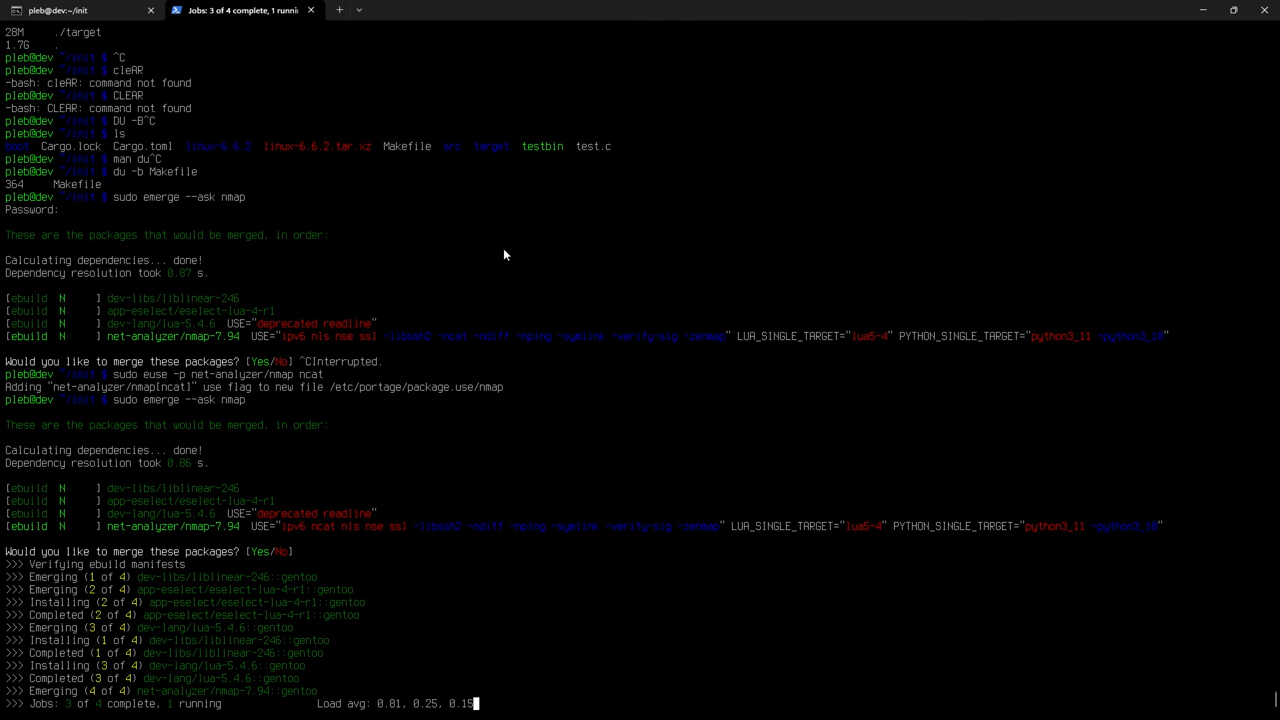 pleb@dev:~/init
Jobs: 3 of 4 complete, 1 runni
28M ./target
1.7G .
pleb@dev ~/init $ ^C
pleb@dev ~/init $ cleAR
-bash: cleAR: command not found
pleb@dev ~/init $ CLEAR
-bash: CLEAR: command not found
pleb@dev ~/init $ DU -B^C
pleb@dev ~/init $ ls
boot Cargo.lock Cargo.toml linux-6.6.2 linux-6.6.2.tar.xz Makefile src target testbin test.c
pleb@dev ~/init $ man du^C
pleb@dev ~/init $ du -b Makefile
364 Makefile
pleb@dev ~/init $ sudo emerge --ask nmap
Password:
These are the packages that would be merged, in order:
Calculating dependencies... done!
Dependency resolution took 0.87 s.
[ebuild N ] dev-libs/liblinear-246
[ebuild N ] app-eselect/eselect-lua-4-r1
[ebuild N ] dev-lang/lua-5.4.6 USE="deprecated readline"
[ebuild N ] net-analyzer/nmap-7.94 USE="ipv6 nls nse ssl -libssh2 -ncat -ndiff -nping -symlink -verify-sig -zenmap" LUA_SINGLE_TARGET="lua5-4" PYTHON_SINGLE_TARGET="python3_11 -python3_10"
Would you like to merge these packages? [Yes/No] ^CInterrupted.
pleb@dev ~/init $ sudo euse -p net-analyzer/nmap ncat
Adding "net-analyzer/nmap[ncat]" use flag to new file /etc/portage/package.use/nmap
pleb@dev ~/init $ sudo emerge --ask nmap
These are the packages that would be merged, in order:
Calculating dependencies... done!
Dependency resolution took 0.86 s.
[ebuild N ] dev-libs/liblinear-246
[ebuild N ] app-eselect/eselect-lua-4-r1
[ebuild N ] dev-lang/lua-5.4.6 USE="deprecated readline"
[ebuild N ] net-analyzer/nmap-7.94 USE="ipv6 ncat nls nse ssl -libssh2 -ndiff -nping -symlink -verify-sig -zenmap" LUA_SINGLE_TARGET="lua5-4" PYTHON_SINGLE_TARGET="python3_11 -python3_10"
Would you like to merge these packages? [Yes/No]
>>> Verifying ebuild manifests
>>> Emerging (1 of 4) dev-libs/liblinear-246::gentoo
>>> Emerging (2 of 4) app-eselect/eselect-lua-4-r1::gentoo
>>> Installing (2 of 4) app-eselect/eselect-lua-4-r1::gentoo
>>> Completed (2 of 4) app-eselect/eselect-lua-4-r1::gentoo
>>> Emerging (3 of 4) dev-lang/lua-5.4.6::gentoo
>>> Installing (1 of 4) dev-libs/liblinear-246::gentoo
>>> Completed (1 of 4) dev-libs/liblinear-246::gentoo
>>> Installing (3 of 4) dev-lang/lua-5.4.6::gentoo
>>> Completed (3 of 4) dev-lang/lua-5.4.6::gentoo
>>> Emerging (4 of 4) net-analyzer/nmap-7.94::gentoo
>>> Jobs: 3 of 4 complete, 1 running Load avg: 0.81, 0.25, 0.15